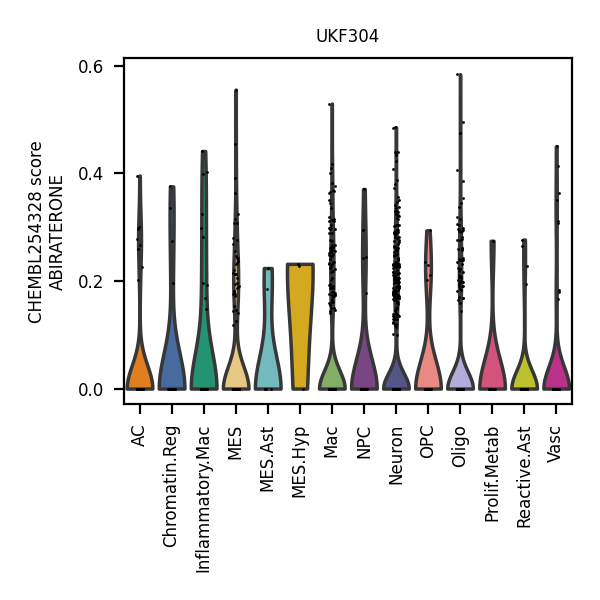 UKF304
CHEMBL254328 score
ABIRATERONE
0.6
0.4
0.2
0.0
AC
Chromatin.Reg
Inflammatory.Mac
MES
MES.Ast
MES.Hyp
Mac
NPC
Neuron
OPC
Oligo
Prolif.Metab
Reactive.Ast
Vasc